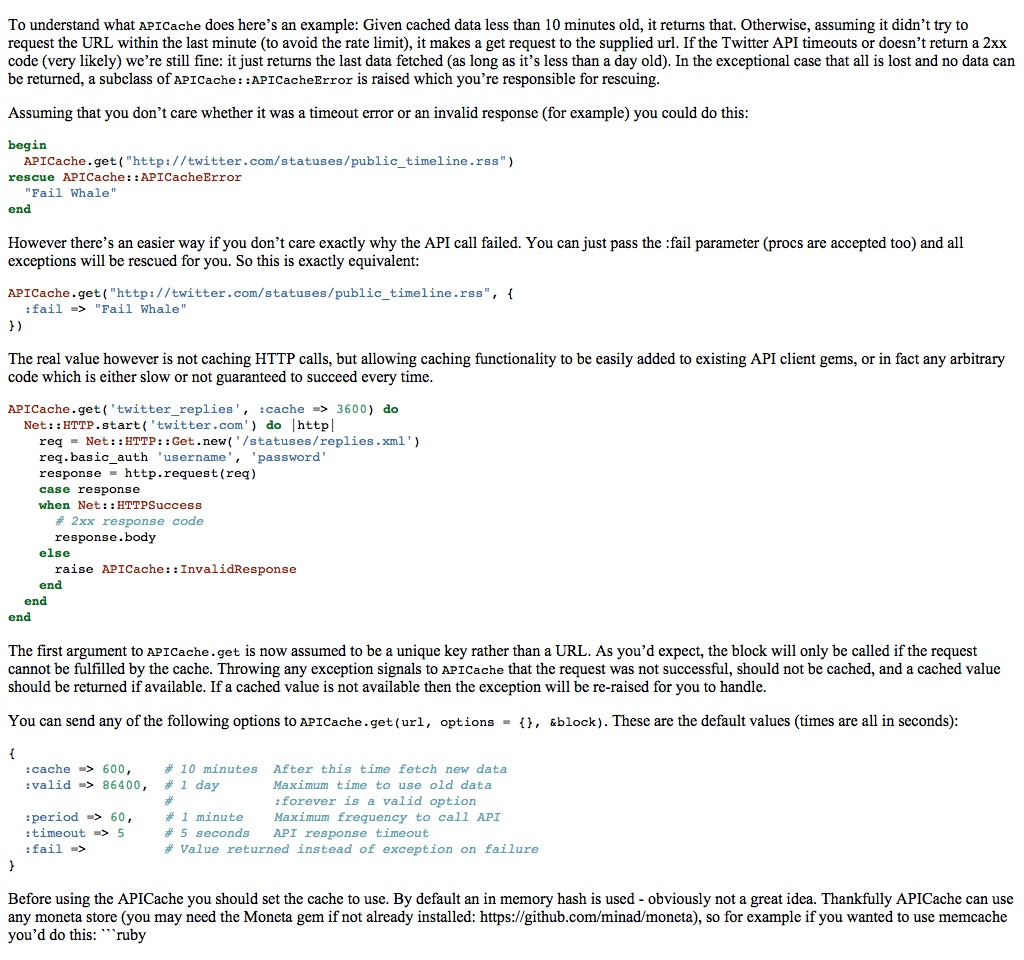 To understand what APICache does here's an example: Given cached data less than 10 minutes old, it returns that. Otherwise, assuming it didn't try to
request the URL within the last minute (to avoid the rate limit), it makes a get request to the supplied url. If the Twitter API timeouts or doesn't return a 2xx
code (very likely) we're still fine: it just returns the last data fetched (as long as it's less than a day old). In the exceptional case that all is lost and no data can
be returned, a subclass of APICache::APICacheError is raised which you're responsible for rescuing.
Assuming that you don't care whether it was a timeout error or an invalid response (for example) you could do this:
begin
  APICache.get("http://twitter.com/statuses/public_timeline.rss")
rescue APICache::APICacheError
  "Fail Whale"
end
However there's an easier way if you don't care exactly why the API call failed. You can just pass the :fail parameter (procs are accepted too) and all
exceptions will be rescued for you. So this is exactly equivalent:
APICache.get("http://twitter.com/statuses/public_timeline.rss", {
  :fail => "Fail Whale"
})
The real value however is not caching HTTP calls, but allowing caching functionality to be easily added to existing API client gems, or in fact any arbitrary
code which is either slow or not guaranteed to succeed every time.
APICache.get('twitter_replies', :cache => 3600) do
  Net::HTTP.start('twitter.com') do |http|
    req = Net::HTTP::Get.new('/statuses/replies.xml')
    req.basic_auth 'username', 'password'
    response = http.request(req)
    case response
    when Net::HTTPSuccess
      # 2xx response code
      response.body
    else
      raise APICache::InvalidResponse
    end
  end
end
The first argument to APICache.get is now assumed to be a unique key rather than a URL. As you'd expect, the block will only be called if the request
cannot be fulfilled by the cache. Throwing any exception signals to APICache that the request was not successful, should not be cached, and a cached value
should be returned if available. If a cached value is not available then the exception will be re-raised for you to handle.
You can send any of the following options to APICache.get(url, options = {}, &block). These are the default values (times are all in seconds):
{
  :cache => 600,    # 10 minutes  After this time fetch new data
  :valid => 86400,  # 1 day       Maximum time to use old data
                    #             :forever is a valid option
  :period => 60,    # 1 minute    Maximum frequency to call API
  :timeout => 5     # 5 seconds   API response timeout
  :fail =>          # Value returned instead of exception on failure
}
Before using the APICache you should set the cache to use. By default an in memory hash is used - obviously not a great idea. Thankfully APICache can use
any moneta store (you may need the Moneta gem if not already installed: https://github.com/minad/moneta), so for example if you wanted to use memcache
you'd do this: ```ruby